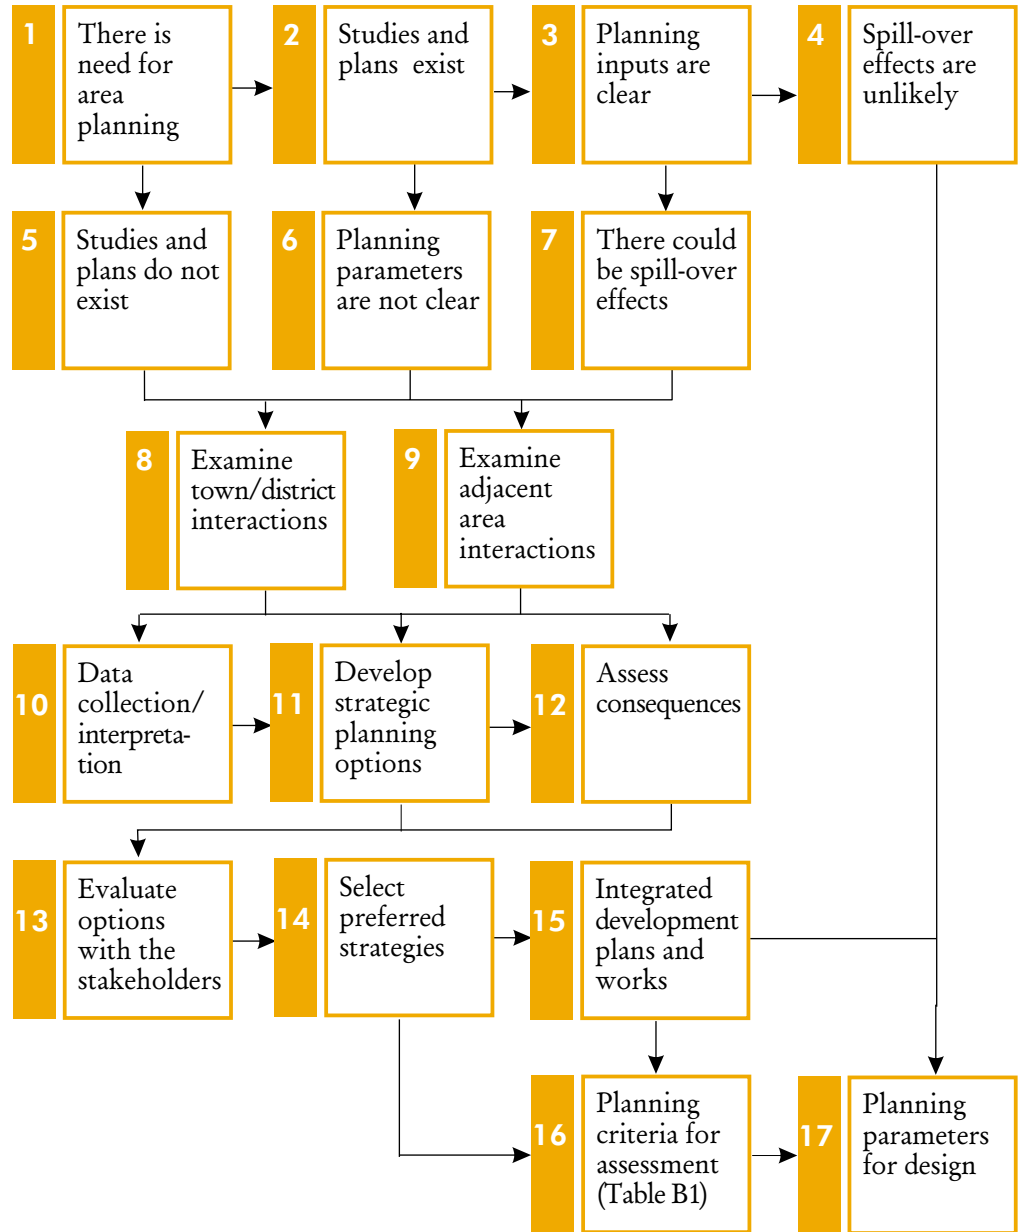 1
There is
need for
area
planning
2
Studies and
plans exist
3
Planning
inputs are
clear
4
Spill-over
effects are
unlikely
5
Studies and
plans do not
exist
6
Planning
parameters
are not clear
7
There could
be spill-over
effects
8
Examine
town/district
interactions
9
Examine
adjacent
area
interactions
10
Data
collection/
interpreta-
tion
11
Develop
strategic
planning
options
12
Assess
consequences
13
Evaluate
options
with the
stakeholders
14
Select
preferred
strategies
15
Integrated
development
plans and
works
16
Planning
criteria for
assessment
(Table B1)
17
Planning
parameters
for design